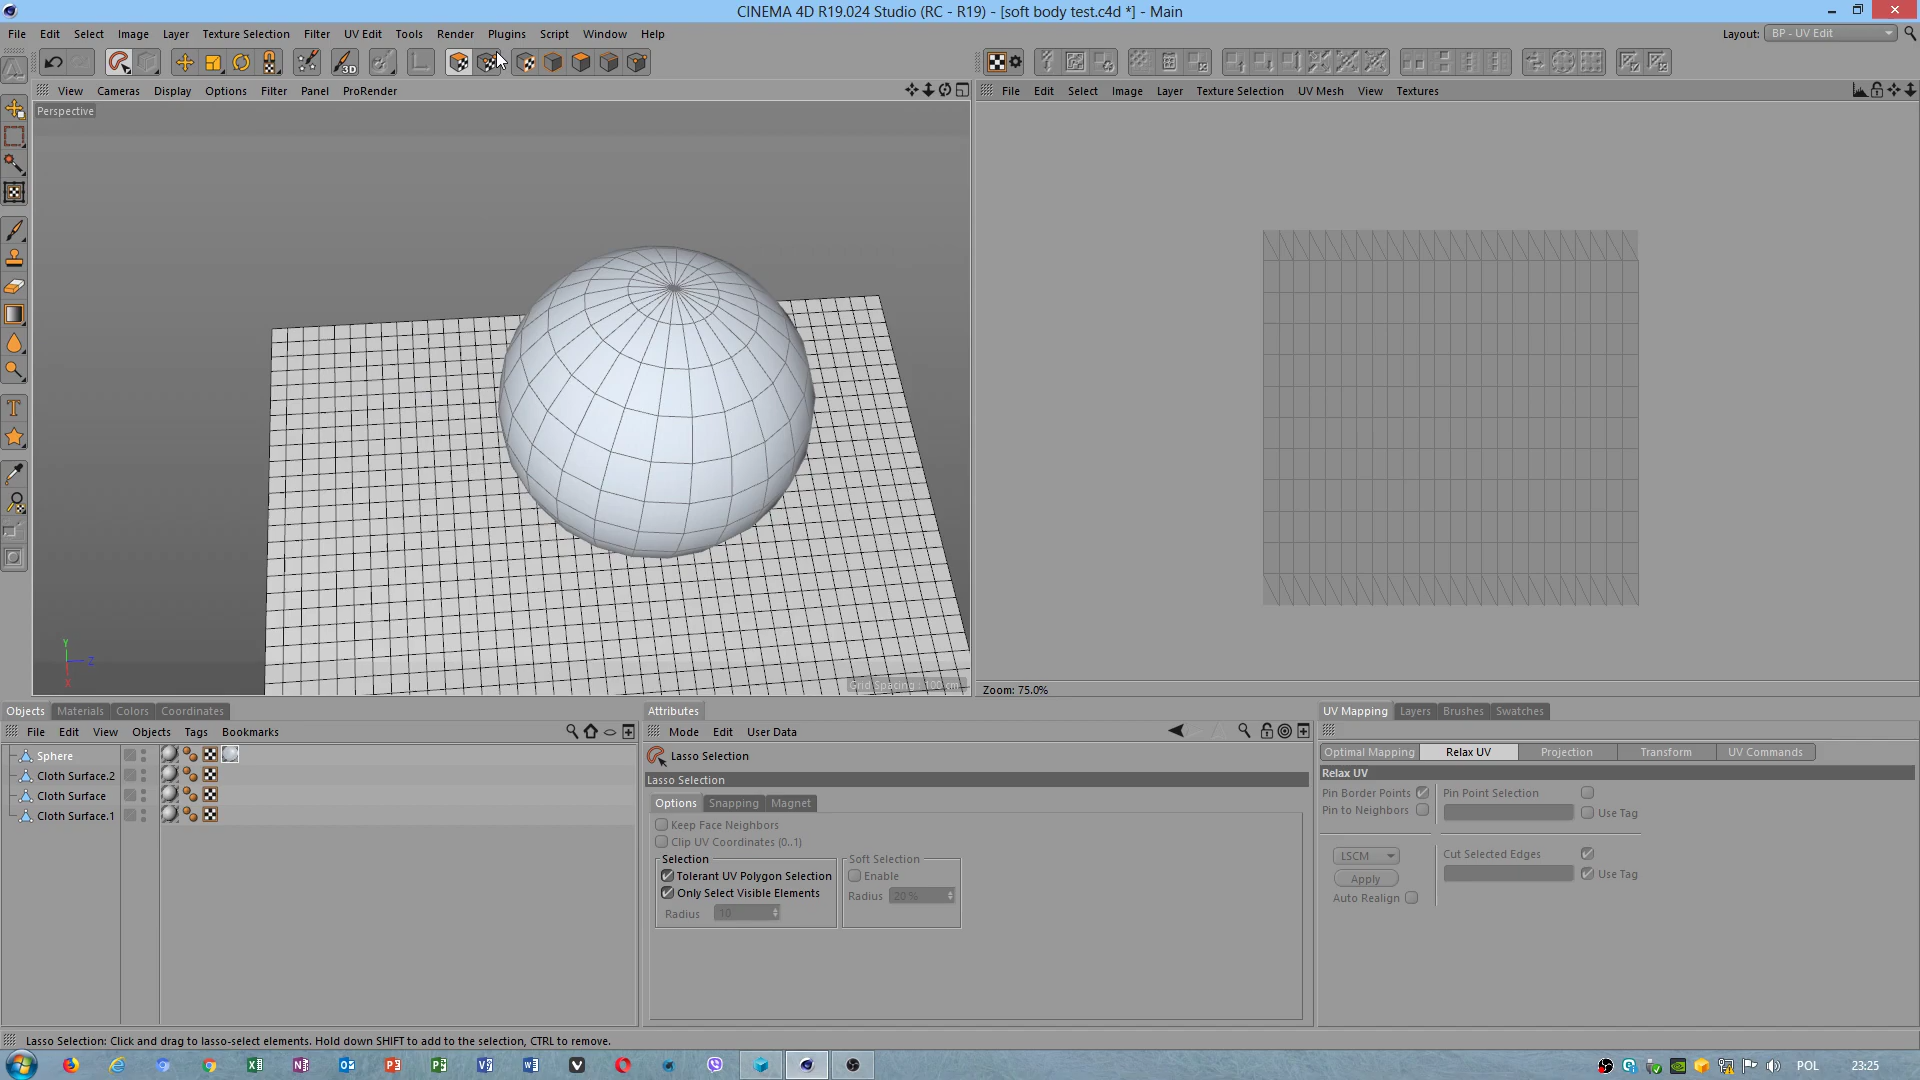 CINEMA 4D R19.024 Studio (RC - R19) - [soft body test.c4d *] - Main
File Edit Select Image Layer Texture Selection Filter UV Edit Tools Render Plugins Script Window Help
Layout: BP - UV Edit
View Cameras Display Options Filter Panel ProRender
File Edit Select Image Layer Texture Selection UV Mesh View Textures
Perspective
Y
Z
X
Grid Spacing : 100 cm
Zoom: 75.0%
Objects Materials Colors Coordinates
File Edit View Objects Tags Bookmarks
Sphere
Cloth Surface.2
Cloth Surface
Cloth Surface.1
Attributes
Mode Edit User Data
Lasso Selection
Lasso Selection
Options Snapping Magnet
Keep Face Neighbors
Clip UV Coordinates (0..1)
Selection
Tolerant UV Polygon Selection
Only Select Visible Elements
Radius 10
Soft Selection
Enable
Radius 20 %
UV Mapping Layers Brushes Swatches
Optimal Mapping Relax UV Projection Transform UV Commands
Relax UV
Pin Border Points
Pin to Neighbors
Pin Point Selection
Use Tag
LSCM
Apply
Auto Realign
Cut Selected Edges
Use Tag
Lasso Selection: Click and drag to lasso-select elements. Hold down SHIFT to add to the selection, CTRL to remove.
POL 23:25